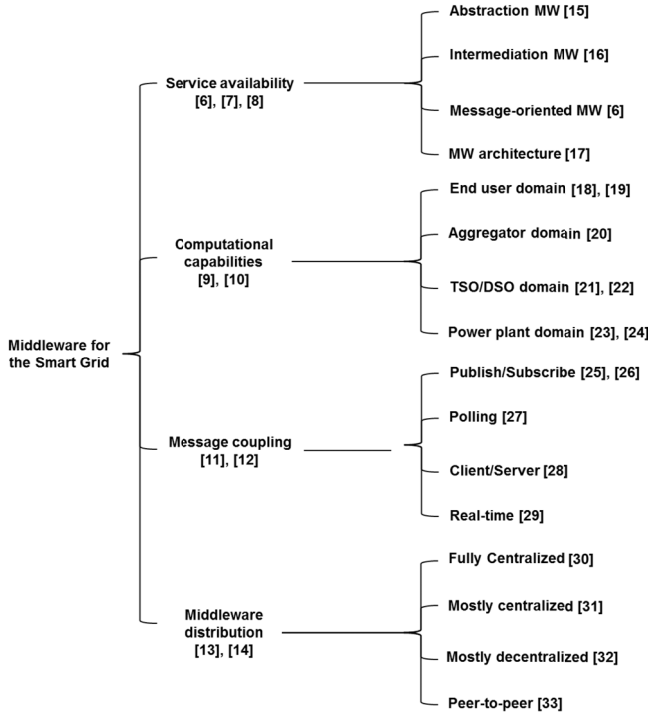 Middleware for
the Smart Grid
Service availability
[6], [7], [8]
Abstraction MW [15]
Intermediation MW [16]
Message-oriented MW [6]
MW architecture [17]
Computational
capabilities
[9], [10]
End user domain [18], [19]
Aggregator domain [20]
TSO/DSO domain [21], [22]
Power plant domain [23], [24]
Message coupling
[11], [12]
Publish/Subscribe [25], [26]
Polling [27]
Client/Server [28]
Real-time [29]
Middleware
distribution
[13], [14]
Fully Centralized [30]
Mostly centralized [31]
Mostly decentralized [32]
Peer-to-peer [33]